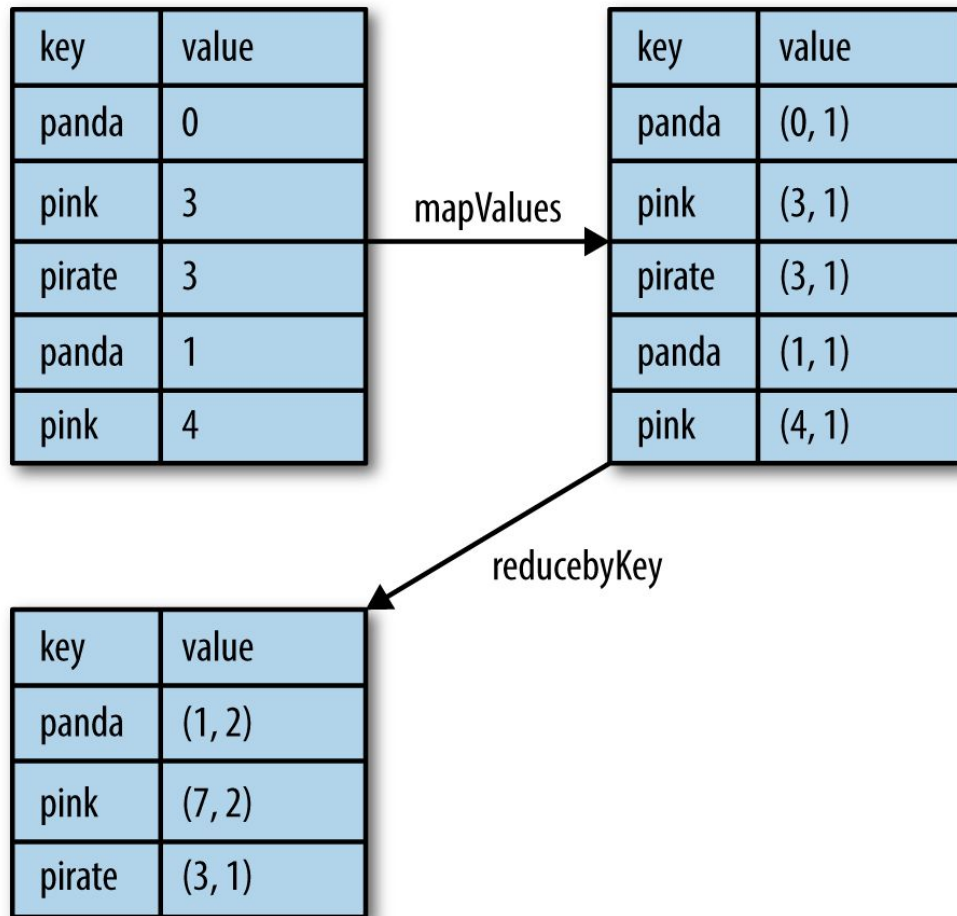 key value
panda 0
pink 3
pirate 3
panda 1
pink 4
mapValues
key value
panda (0, 1)
pink (3, 1)
pirate (3, 1)
panda (1, 1)
pink (4, 1)
reducebyKey
key value
panda (1, 2)
pink (7, 2)
pirate (3, 1)